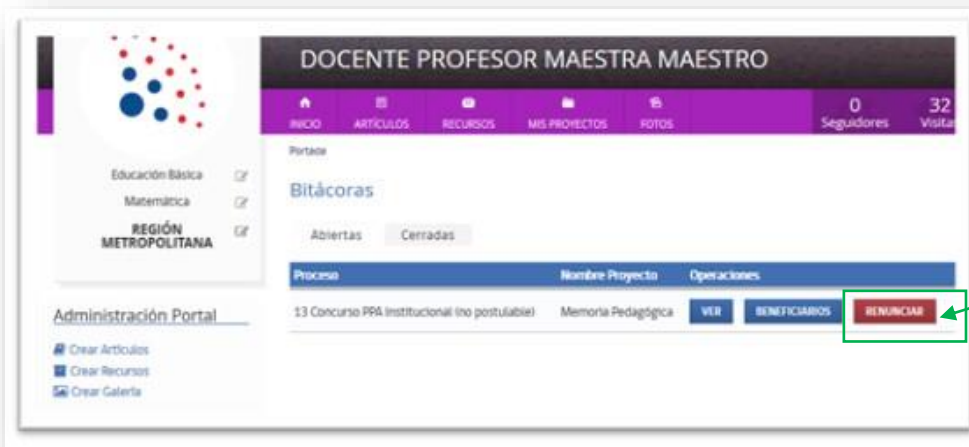 DOCENTE PROFESOR MAESTRA MAESTRO
INICIO ARTÍCULOS RECURSOS MIS PROYECTOS FOTOS
0 Seguidores
32 Visitas
Portada
Educación Básica
Matemática
REGIÓN
METROPOLITANA
Bitácoras
Abiertas Cerradas
Proceso Nombre Proyecto Operaciones
13 Concurso PPA Institucional (no postulable) Memoria Pedagógica VER BENEFICIARIOS RENUNCIAR
Administración Portal
Crear Artículos
Crear Recursos
Crear Galería